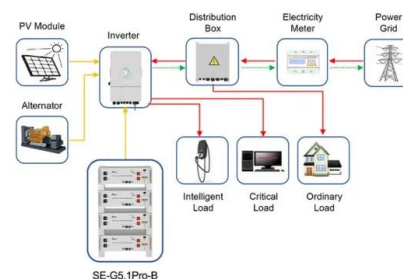 PV Module
Inverter
Distribution
Box
Electricity
Meter
Power
Grid
Alternator
Intelligent
Load
Critical
Load
Ordinary
Load
SE-G5.1Pro-B